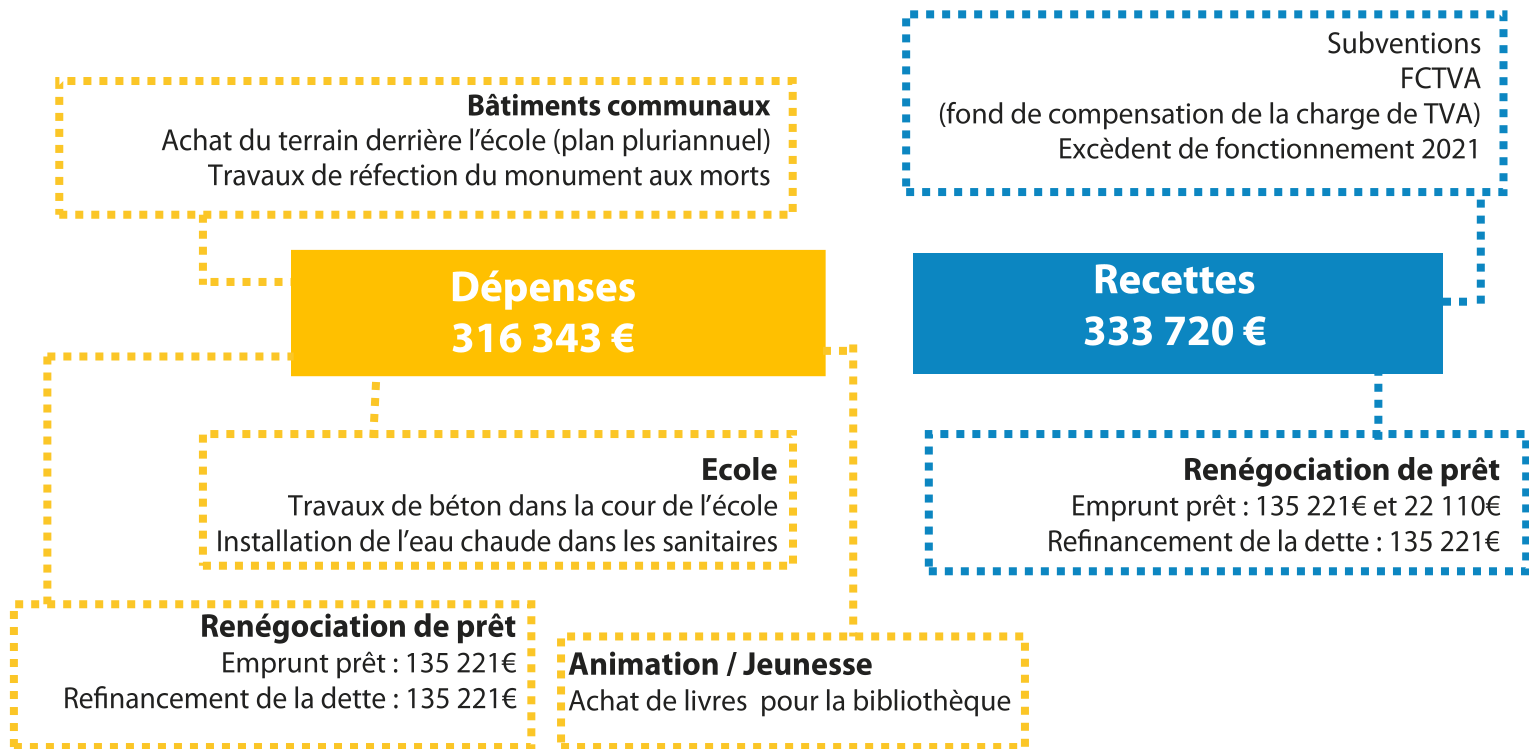 Bâtiments communaux
Achat du terrain derrière l’école (plan pluriannuel)
Travaux de réfection du monument aux morts
Dépenses
316 343 €
Ecole
Travaux de béton dans la cour de l’école
Installation de l’eau chaude dans les sanitaires
Renégociation de prêt
Emprunt prêt : 135 221€
Refinancement de la dette : 135 221€
Animation / Jeunesse
Achat de livres pour la bibliothèque
Subventions
FCTVA
(fond de compensation de la charge de TVA)
Excèdent de fonctionnement 2021
Recettes
333 720 €
Renégociation de prêt
Emprunt prêt : 135 221€ et 22 110€
Refinancement de la dette : 135 221€